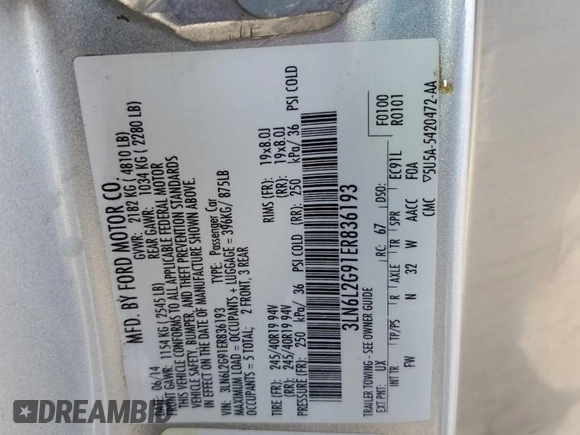 MFD. BY FORD MOTOR CO.
DATE: 06/14 GVWR: 2182 KG (4810 LB)
FRONT GAWR: 1154 KG (2545 LB) REAR GAWR: 1034 KG (2280 LB)
THIS VEHICLE CONFORMS TO ALL APPLICABLE FEDERAL MOTOR
VEHICLE SAFETY, BUMPER, AND THEFT PREVENTION STANDARDS
IN EFFECT ON THE DATE OF MANUFACTURE SHOWN ABOVE.
VIN: 3LN6L2G91ER836193 TYPE: Passenger Car
MAXIMUM LOAD = OCCUPANTS + LUGGAGE = 396KG/ 875LB
OCCUPANTS = 5 TOTAL: 2 FRONT, 3 REAR
TIRE (FR): 245/40R19 94V RIMS (FR): 19x8.0J
(RR): 245/40R19 94V (RR): 19x8.0J
PRESSURE (FR): 250 kPa/ 36 PSI COLD (RR): 250 kPa/ 36 PSI COLD
3LN6L2G91ER836193
TRAILER TOWING - SEE OWNER GUIDE
F0100
R0101
EXT PNT: UX RC: 67 DSO: EC91L
INT TR TP/PS R AXLE TR SPR
FW N 32 W AACC F0A
CMC ▽5U5A-5420472-AA
DREAMBID